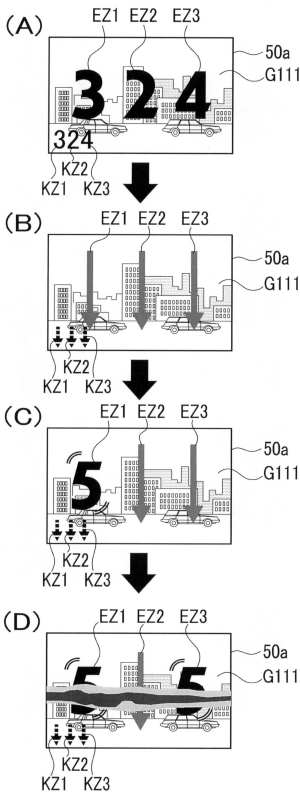 (A)
EZ1 EZ2 EZ3
50a
G111
3 2 4
324
KZ1 KZ2 KZ3
(B)
EZ1 EZ2 EZ3
50a
G111
KZ1 KZ2 KZ3
(C)
EZ1 EZ2 EZ3
50a
G111
5
KZ1 KZ2 KZ3
(D)
EZ1 EZ2 EZ3
50a
G111
5 5
KZ1 KZ2 KZ3